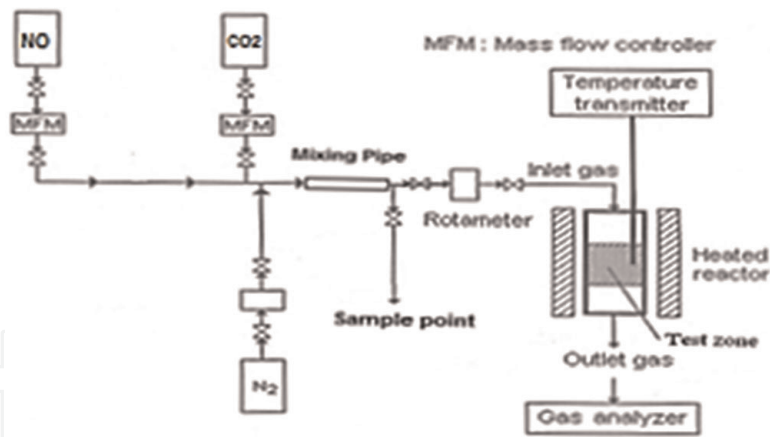 NO
CO2
MFM : Mass flow controller
Temperature
transmitter
MFM
MFM
Mixing Pipe
Inlet gas
Rotameter
Heated
reactor
Sample point
Test zone
Outlet gas
N2
Gas analyzer